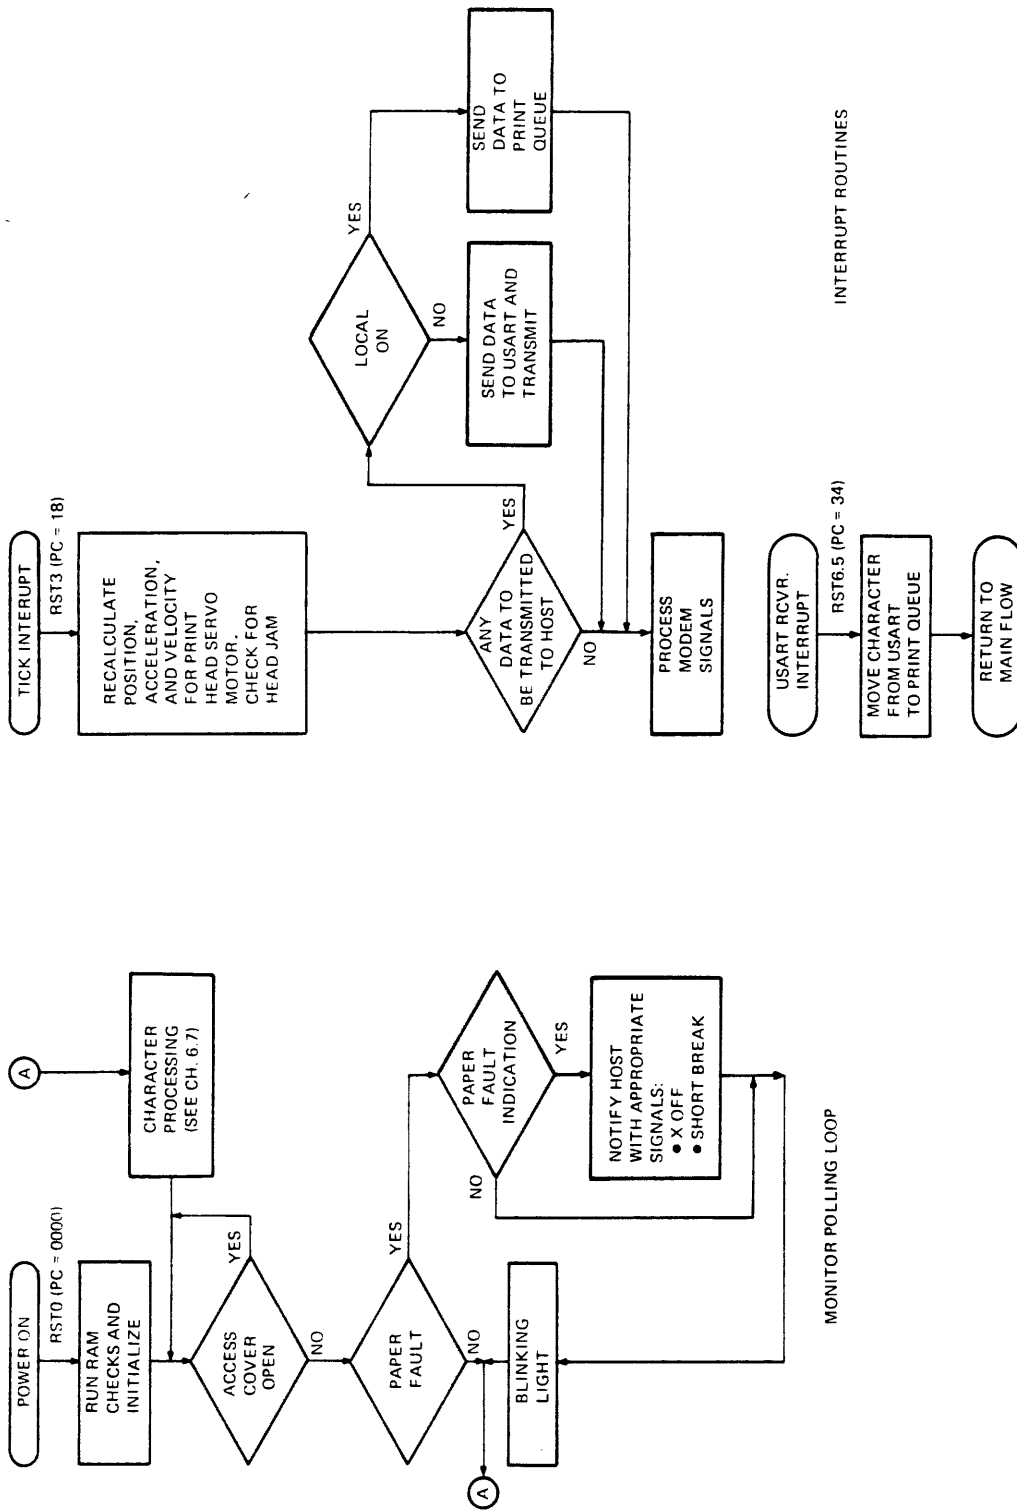 POWER ON
RST0 (PC = 0000)
RUN RAM
CHECKS AND
INITIALIZE
A
CHARACTER
PROCESSING
(SEE CH. 6.7)
ACCESS
COVER
OPEN
YES
NO
PAPER
FAULT
YES
NO
A
BLINKING
LIGHT
PAPER
FAULT
INDICATION
NO
YES
NOTIFY HOST
WITH APPROPRIATE
SIGNALS:
● X OFF
● SHORT BREAK
MONITOR POLLING LOOP
TICK INTERUPT
RST3 (PC = 18)
RECALCULATE
POSITION,
ACCELERATION,
AND VELOCITY
FOR PRINT
HEAD SERVO
MOTOR.
CHECK FOR
HEAD JAM
ANY
DATA TO
BE TRANSMITTED
TO HOST
YES
NO
LOCAL
ON
YES
NO
SEND DATA
TO USART AND
TRANSMIT
SEND
DATA TO
PRINT
QUEUE
PROCESS
MODEM
SIGNALS
USART RCVR.
INTERRUPT
RST6.5 (PC = 34)
MOVE CHARACTER
FROM USART
TO PRINT QUEUE
RETURN TO
MAIN FLOW
INTERRUPT ROUTINES